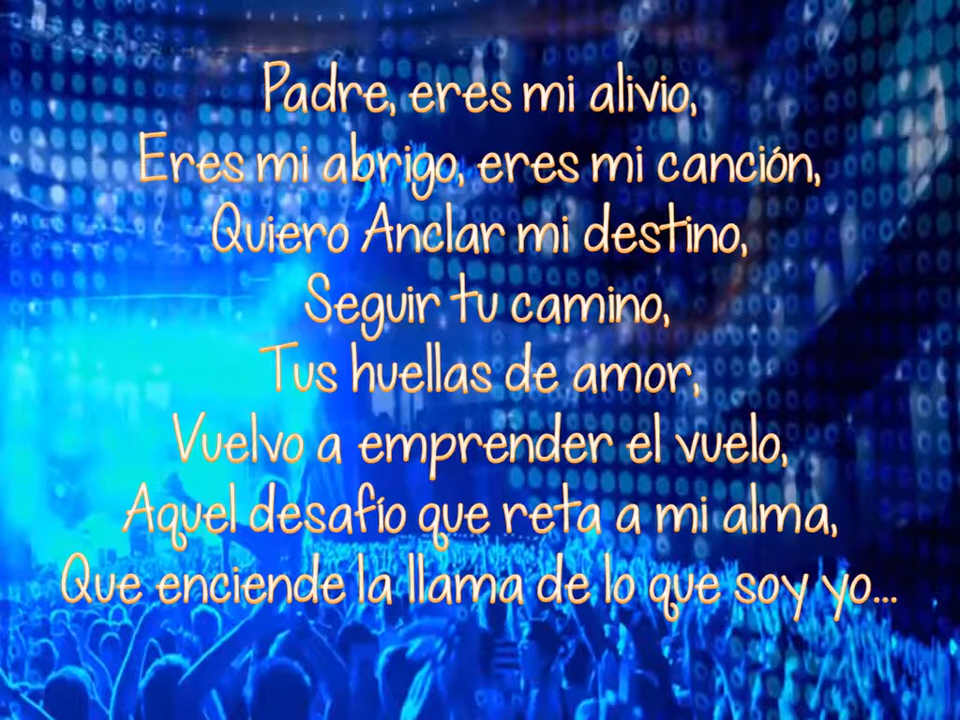 Padre, eres mi alivio,
Eres mi abrigo, eres mi canción,
Quiero Anclar mi destino,
Seguir tu camino,
Tus huellas de amor,
Vuelvo a emprender el vuelo,
Aquel desafío que reta a mi alma,
Que enciende la llama de lo que soy yo...